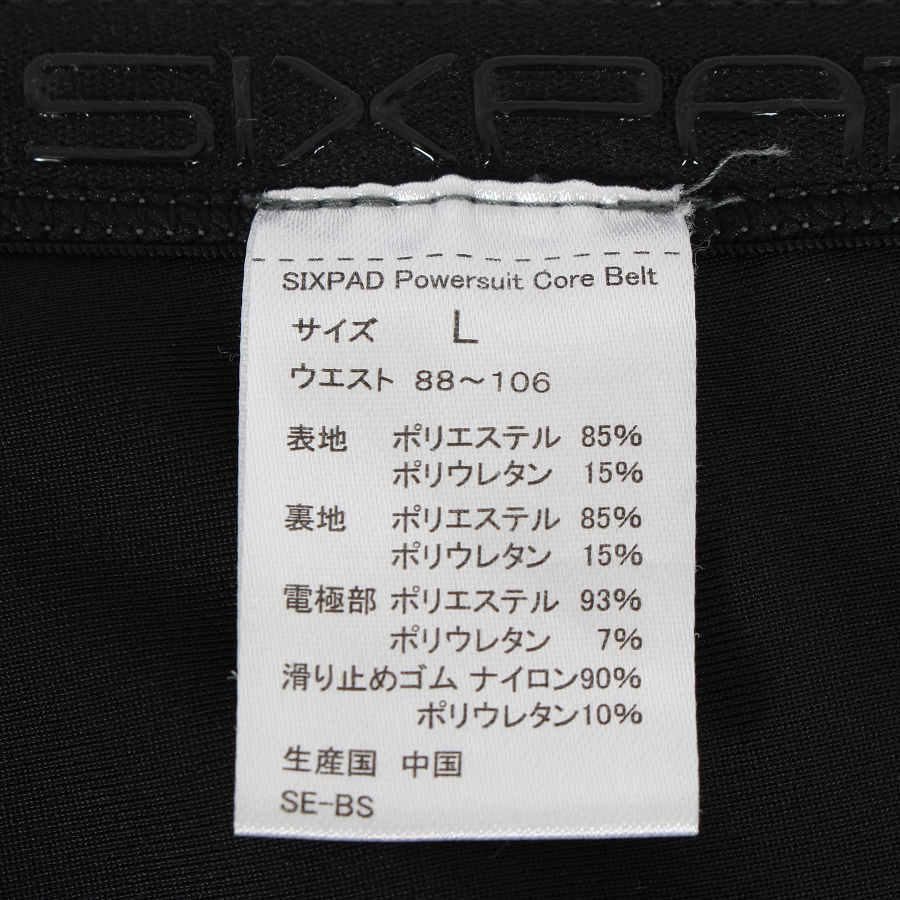 SIXPA
SIXPAD Powersuit Core Belt
サイズ L
ウエスト 88～106
表地 ポリエステル 85%
ポリウレタン 15%
裏地 ポリエステル 85%
ポリウレタン 15%
電極部 ポリエステル 93%
ポリウレタン 7%
滑り止めゴム ナイロン90%
ポリウレタン10%
生産国 中国
SE-BS